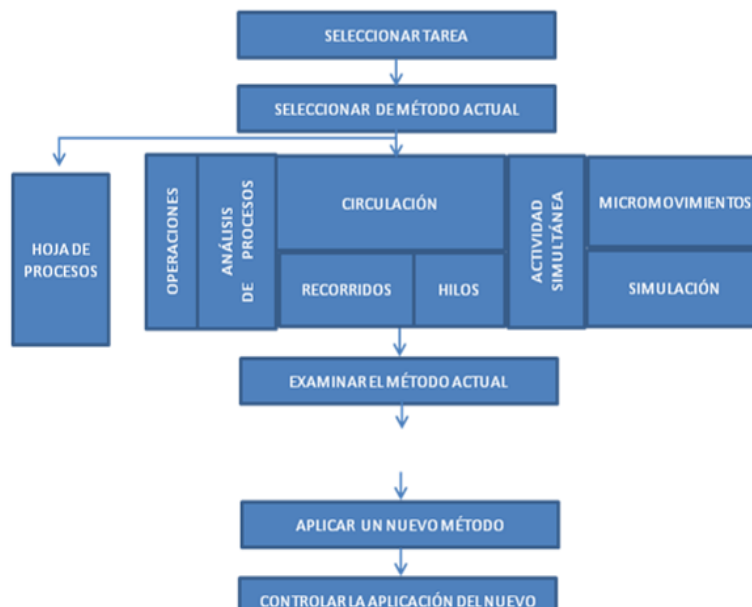 SELECCIONAR TAREA
SELECCIONAR DE MÉTODO ACTUAL
HOJA DE
PROCESOS
OPERACIONES
ANÁLISIS
DE PROCESOS
CIRCULACIÓN
RECORRIDOS
HILOS
ACTIVIDAD
SIMULTÁNEA
MICROMOVIMIENTOS
SIMULACIÓN
EXAMINAR EL MÉTODO ACTUAL
APLICAR UN NUEVO MÉTODO
CONTROLAR LA APLICACIÓN DEL NUEVO